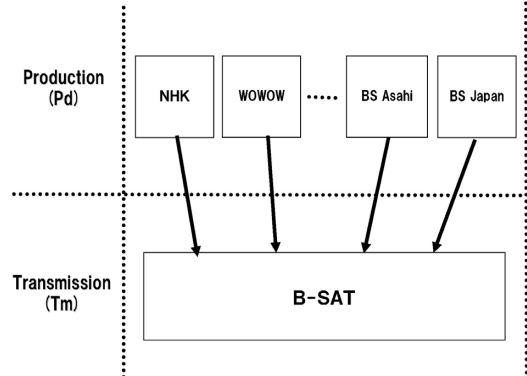 Production
(Pd)
NHK
WOWOW
BS Asahi
BS Japan
Transmission
(Tm)
B-SAT